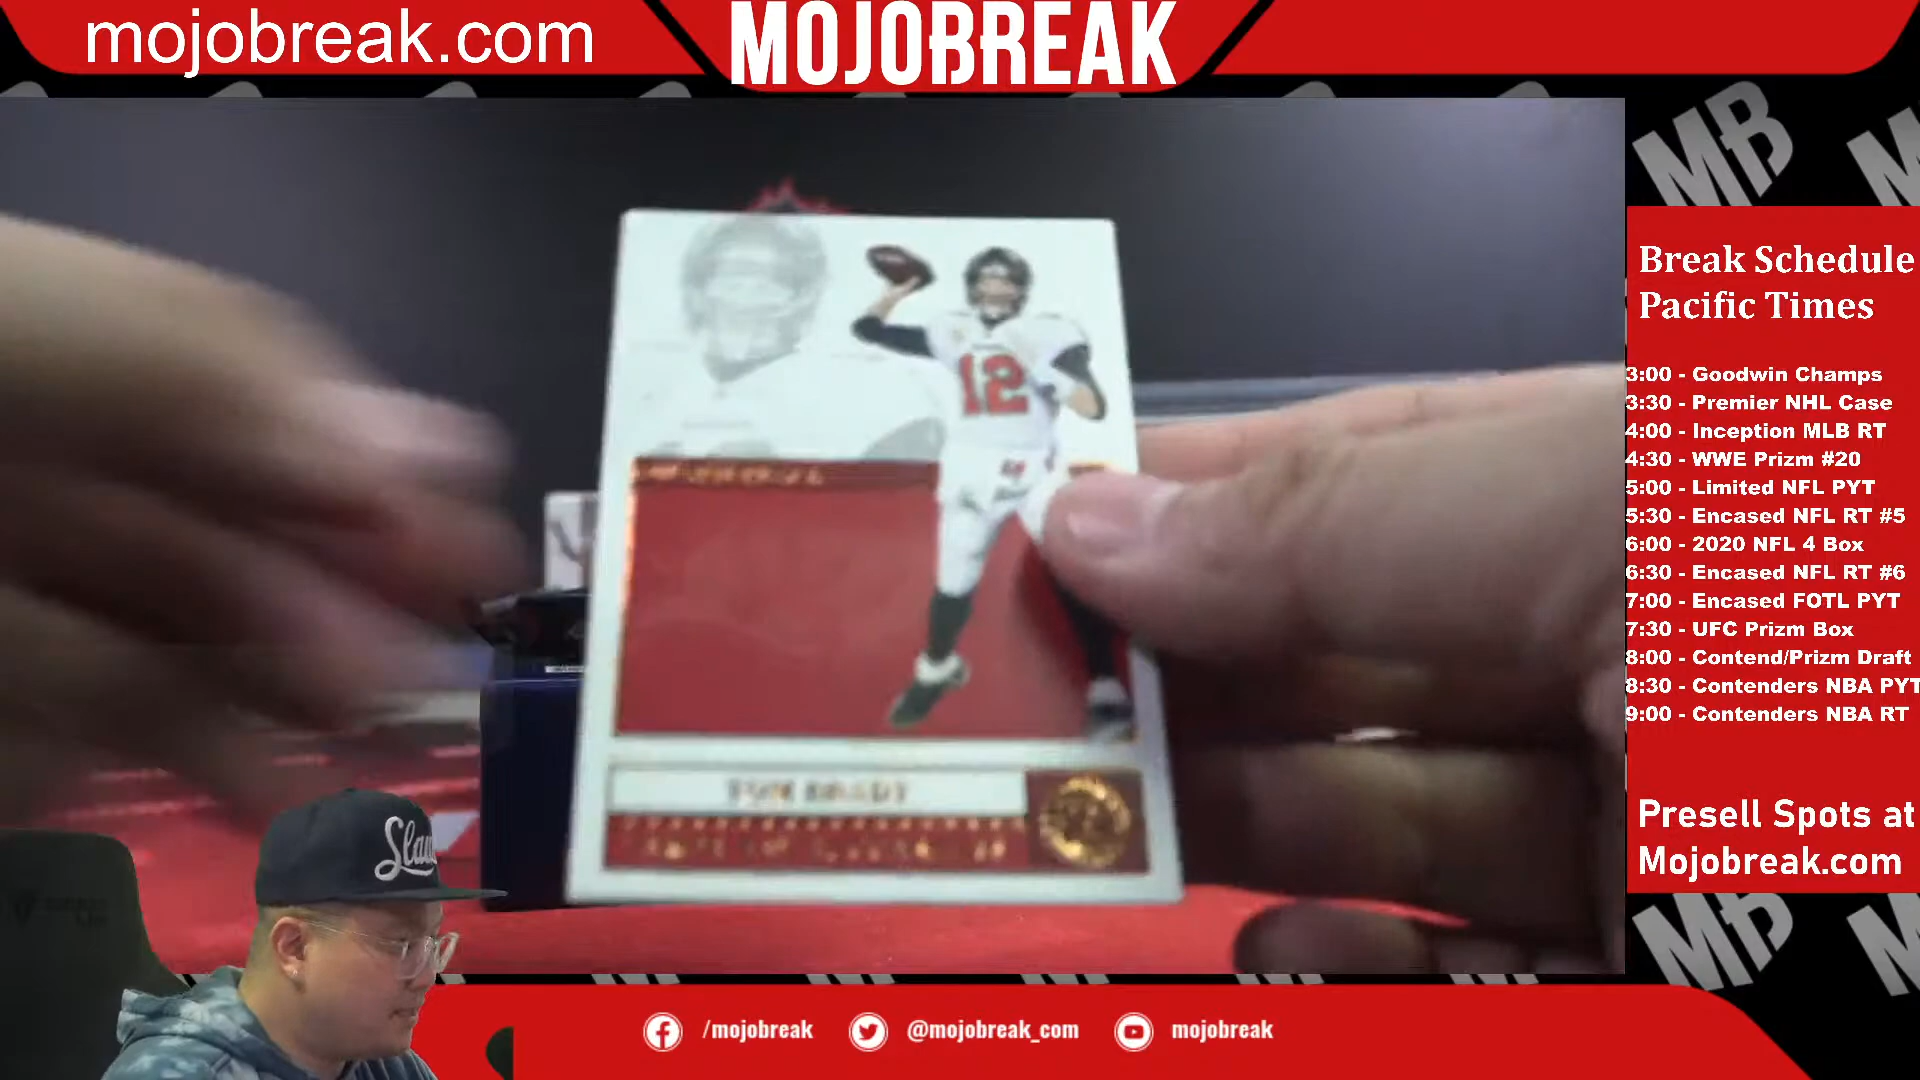 mojobreak.com
MOJOBREAK
MB
Break Schedule
Pacific Times
3:00 - Goodwin Champs
3:30 - Premier NHL Case
4:00 - Inception MLB RT
4:30 - WWE Prizm #20
5:00 - Limited NFL PYT
5:30 - Encased NFL RT #5
6:00 - 2020 NFL 4 Box
6:30 - Encased NFL RT #6
7:00 - Encased FOTL PYT
7:30 - UFC Prizm Box
8:00 - Contend/Prizm Draft
8:30 - Contenders NBA PYT
9:00 - Contenders NBA RT
Presell Spots at
Mojobreak.com
12
TOM BRADY
MB
/mojobreak
@mojobreak_com
mojobreak